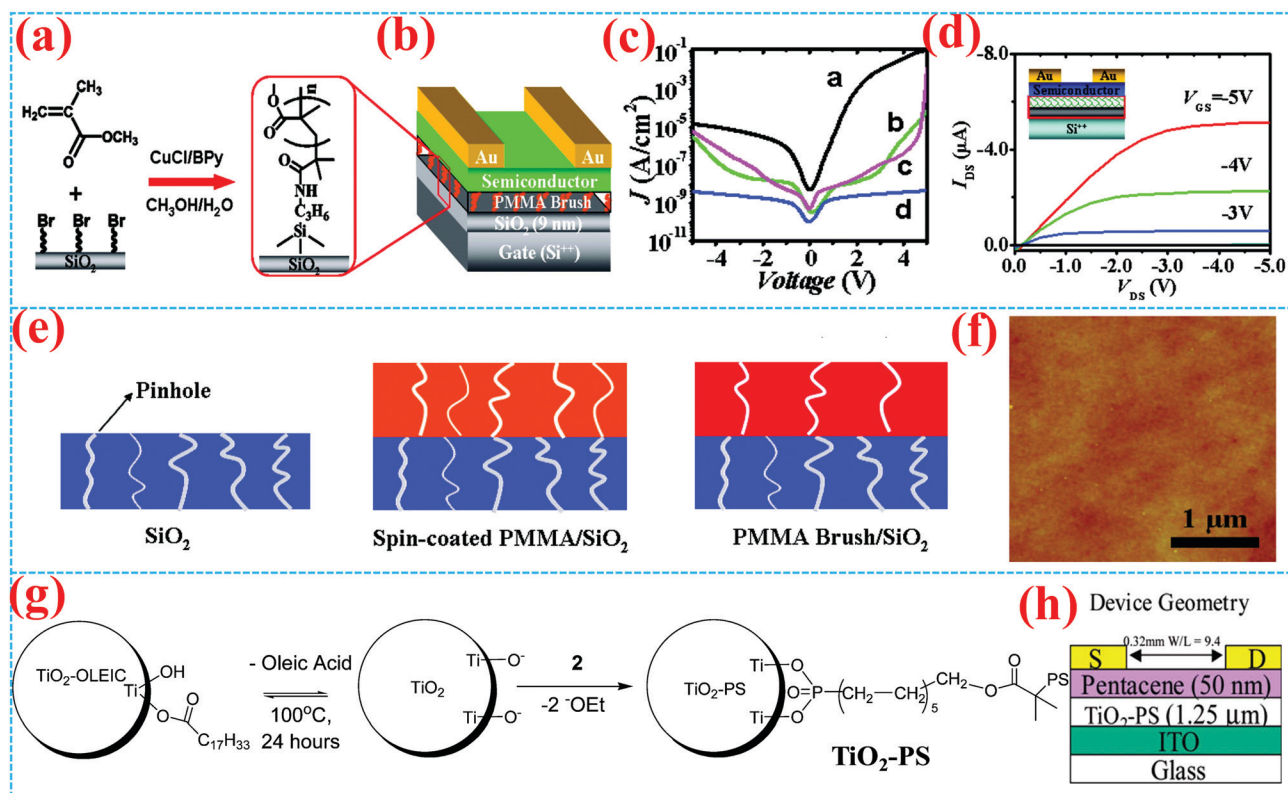 (a)
H₂C
CH₃
OCH₃
O
+
Br Br Br
SiO₂
CuCl/BPy
CH₃OH/H₂O
n
O
O
O
NH
C₃H₆
Si
O
SiO₂
(b)
Au
Au
Semiconductor
PMMA Brush
SiO₂ (9 nm)
Gate (Si⁺⁺)
(c)
J (A/cm²)
10⁻¹
10⁻³
10⁻⁵
10⁻⁷
10⁻⁹
10⁻¹¹
a
b
c
d
-4 -2 0 2 4
Voltage (V)
(d)
I_DS (μA)
-8.0
-4.0
0.0
Au Au
Semiconductor
Si⁺⁺
V_GS=-5V
-4V
-3V
0.0 -1.0 -2.0 -3.0 -4.0 -5.0
V_DS (V)
(e)
Pinhole
SiO₂
Spin-coated PMMA/SiO₂
PMMA Brush/SiO₂
(f)
1 μm
(g)
TiO₂-OLEIC
Ti
OH
O
O
C₁₇H₃₃
- Oleic Acid
100°C,
24 hours
TiO₂
Ti—O⁻
Ti—O⁻
2
-2 ⁻OEt
TiO₂-PS
Ti
O
O=P
O
Ti
CH₂—CH₂
5
CH₂—O
O
PS
TiO₂-PS
(h)
Device Geometry
0.32mm W/L = 9.4
S
D
Pentacene (50 nm)
TiO₂-PS (1.25 μm)
ITO
Glass